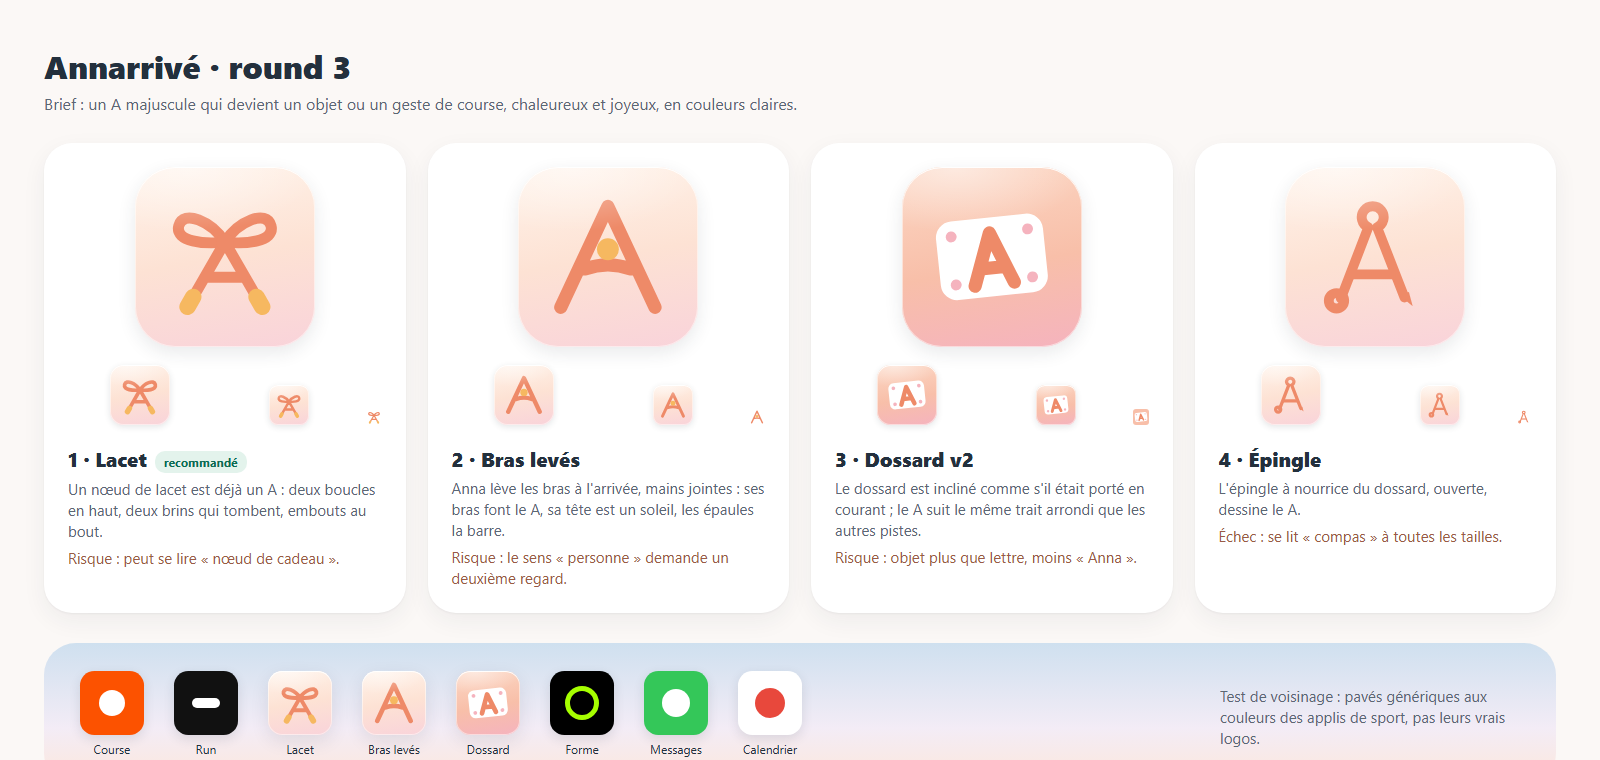 Annarrivé · round 3
Brief : un A majuscule qui devient un objet ou un geste de course, chaleureux et joyeux, en couleurs claires.
1 · Lacet recommandé
Un nœud de lacet est déjà un A : deux boucles
en haut, deux brins qui tombent, embouts au
bout.
Risque : peut se lire « nœud de cadeau ».
2 · Bras levés
Anna lève les bras à l'arrivée, mains jointes : ses
bras font le A, sa tête est un soleil, les épaules
la barre.
Risque : le sens « personne » demande un
deuxième regard.
A
3 · Dossard v2
Le dossard est incliné comme s'il était porté en
courant ; le A suit le même trait arrondi que les
autres pistes.
Risque : objet plus que lettre, moins « Anna ».
4 · Épingle
L'épingle à nourrice du dossard, ouverte,
dessine le A.
Échec : se lit « compas » à toutes les tailles.
Course
Run
Lacet
Bras levés
Dossard
Forme
Messages
Calendrier
Test de voisinage : pavés génériques aux
couleurs des applis de sport, pas leurs vrais
logos.